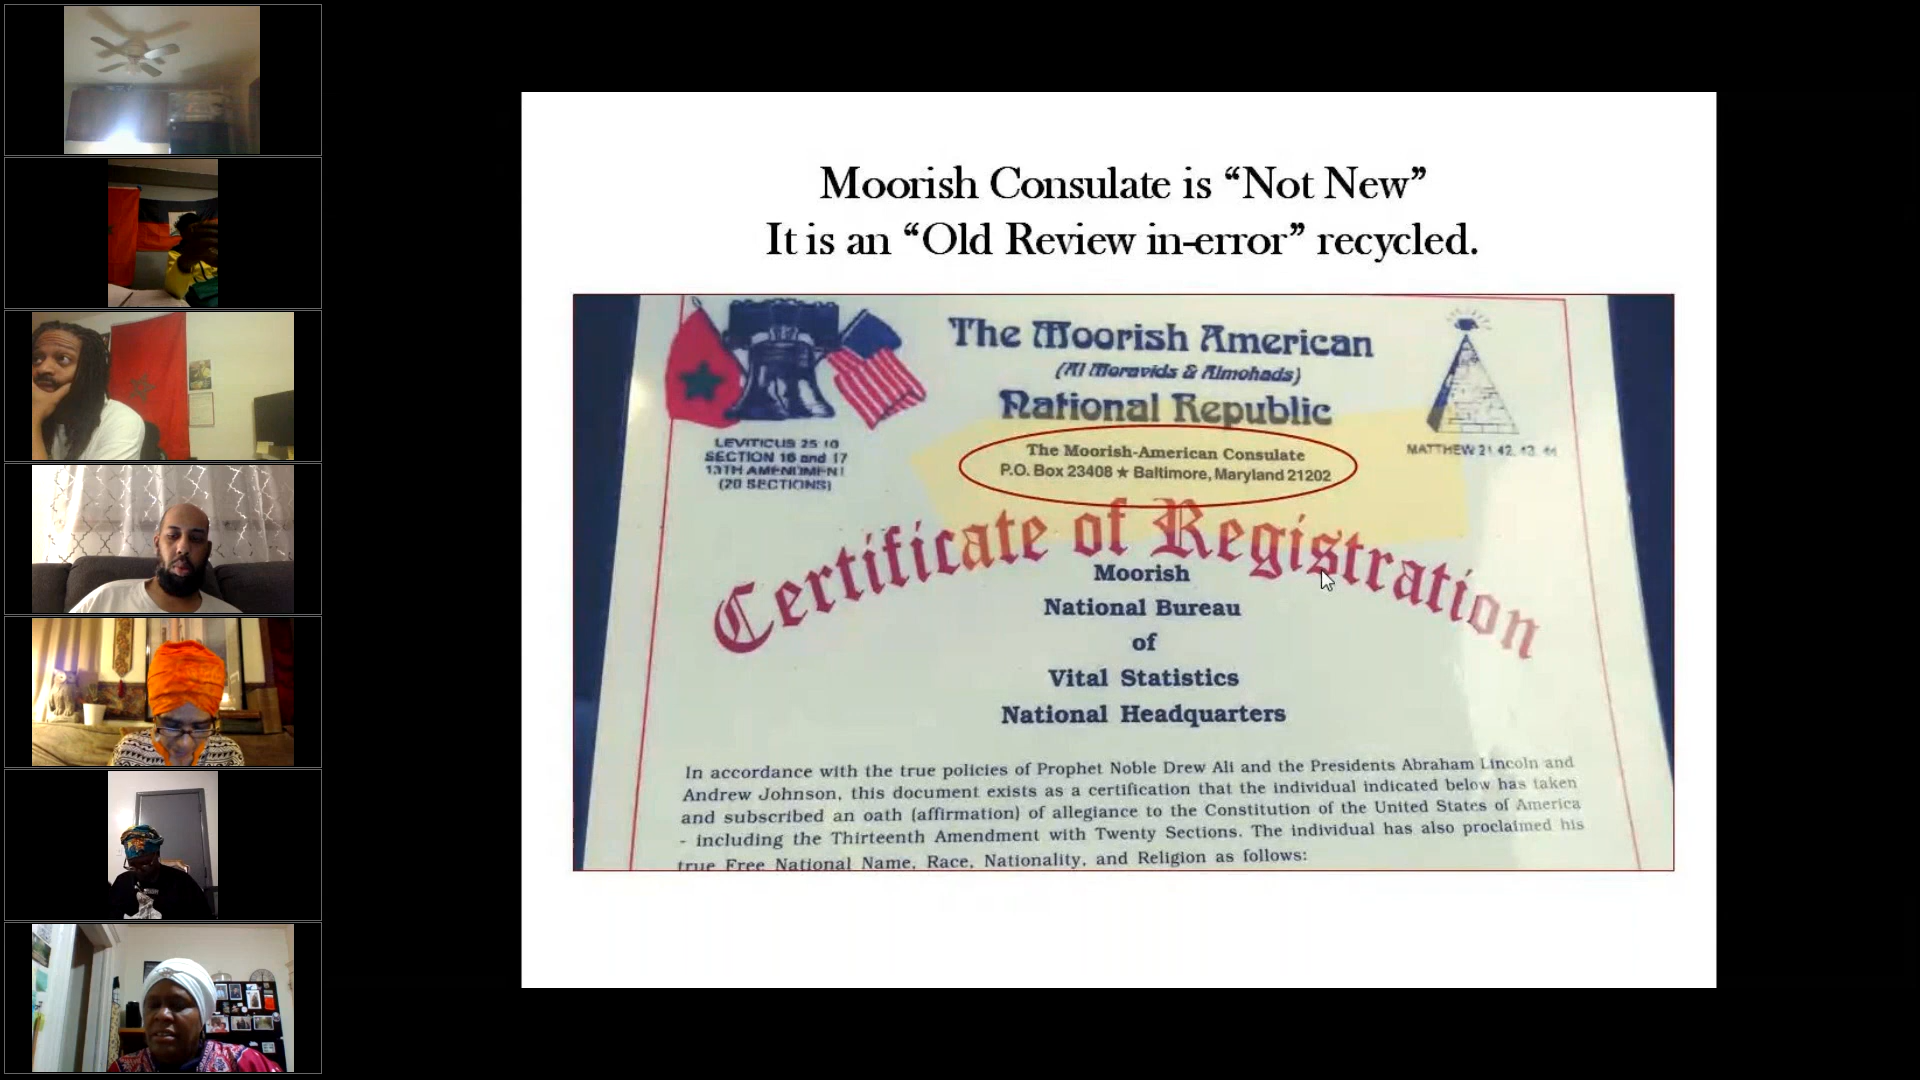 Moorish Consulate is “Not New”
It is an “Old Review in-error” recycled.
The Moorish American
(Al Moravids & Almohads)
National Republic
The Moorish-American Consulate
P.O. Box 23408 ★ Baltimore, Maryland 21202
LEVITICUS 25 10
SECTION 16 and 17
13TH AMENDMENT
(20 SECTIONS)
MATTHEW 21 42, 43, 44
Certificate of Registration
Moorish
National Bureau
of
Vital Statistics
National Headquarters
In accordance with the true policies of Prophet Noble Drew Ali and the Presidents Abraham Lincoln and
Andrew Johnson, this document exists as a certification that the individual indicated below has taken
and subscribed an oath (affirmation) of allegiance to the Constitution of the United States of America
- including the Thirteenth Amendment with Twenty Sections. The individual has also proclaimed his
true Free National Name, Race, Nationality, and Religion as follows: